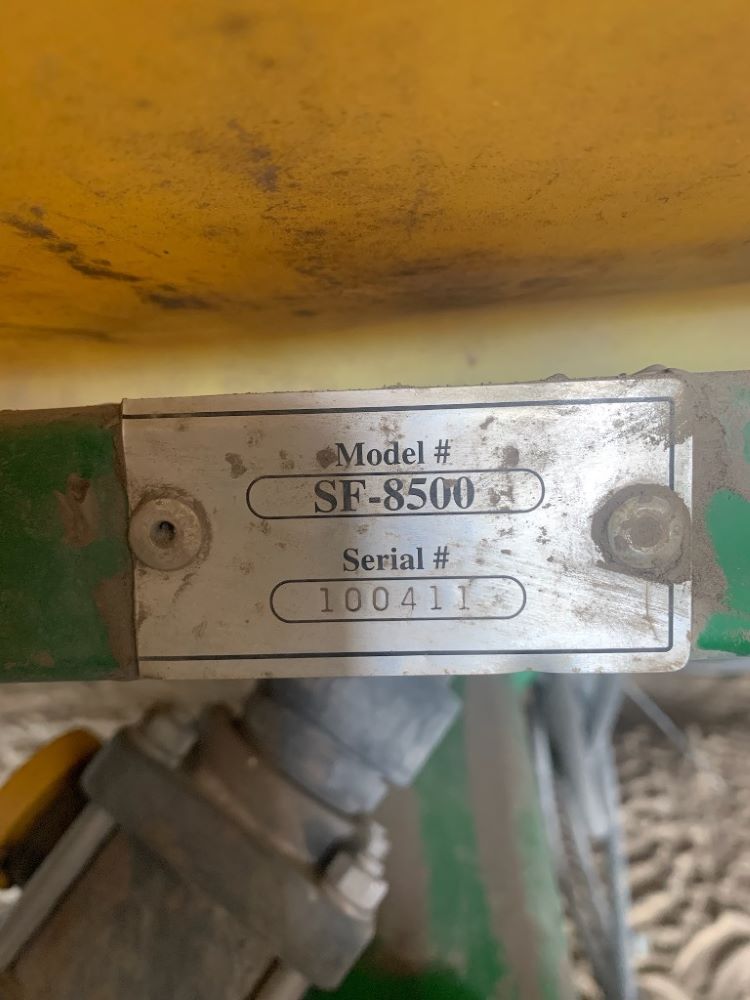 Model #
SF-8500
Serial #
100411